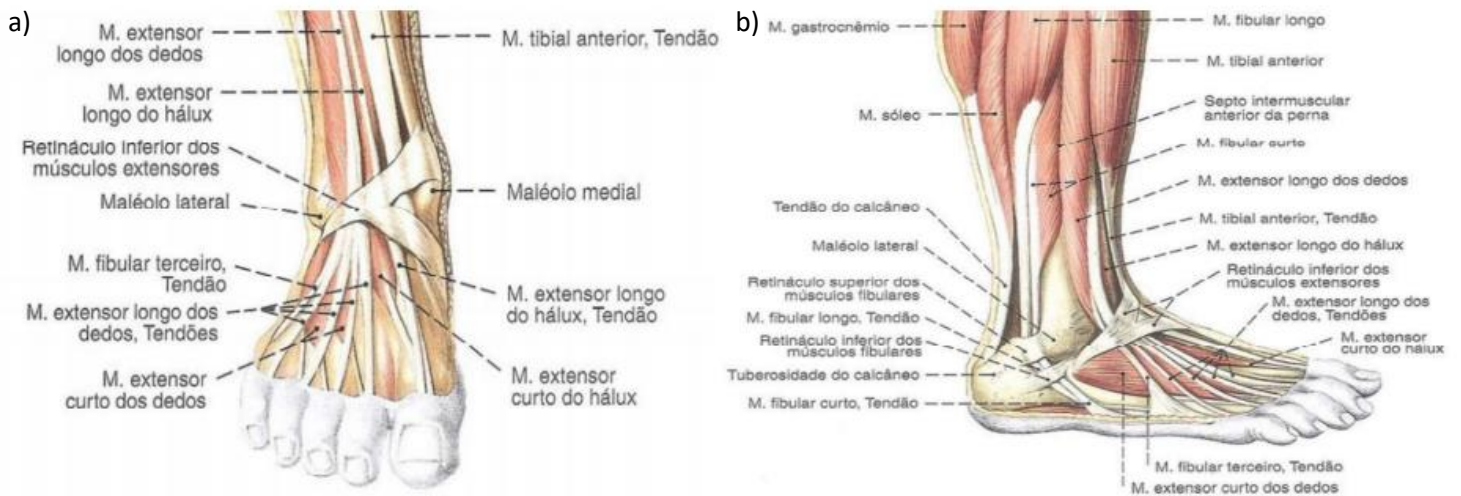 a)
M. extensor
longo dos dedos
M. extensor
longo do hálux
Retináculo inferior dos
músculos extensores
Maléolo lateral
M. fibular terceiro,
Tendão
M. extensor longo dos
dedos, Tendões
M. extensor
curto dos dedos
M. tibial anterior, Tendão
Maléolo medial
M. extensor longo
do hálux, Tendão
M. extensor
curto do hálux
b)
M. gastrocnêmio
M. sóleo
Tendão do calcâneo
Maléolo lateral
Retináculo superior dos
músculos fibulares
M. fibular longo, Tendão
Retináculo inferior dos
músculos fibulares
Tuberosidade do calcâneo
M. fibular curto, Tendão
M. fibular longo
M. tibial anterior
Septo intermuscular
anterior da perna
M. fibular curto
M. extensor longo dos dedos
M. tibial anterior, Tendão
M. extensor longo do hálux
Retináculo inferior dos
músculos extensores
M. extensor longo dos
dedos, Tendões
M. extensor
curto do hálux
M. fibular terceiro, Tendão
M. extensor curto dos dedos